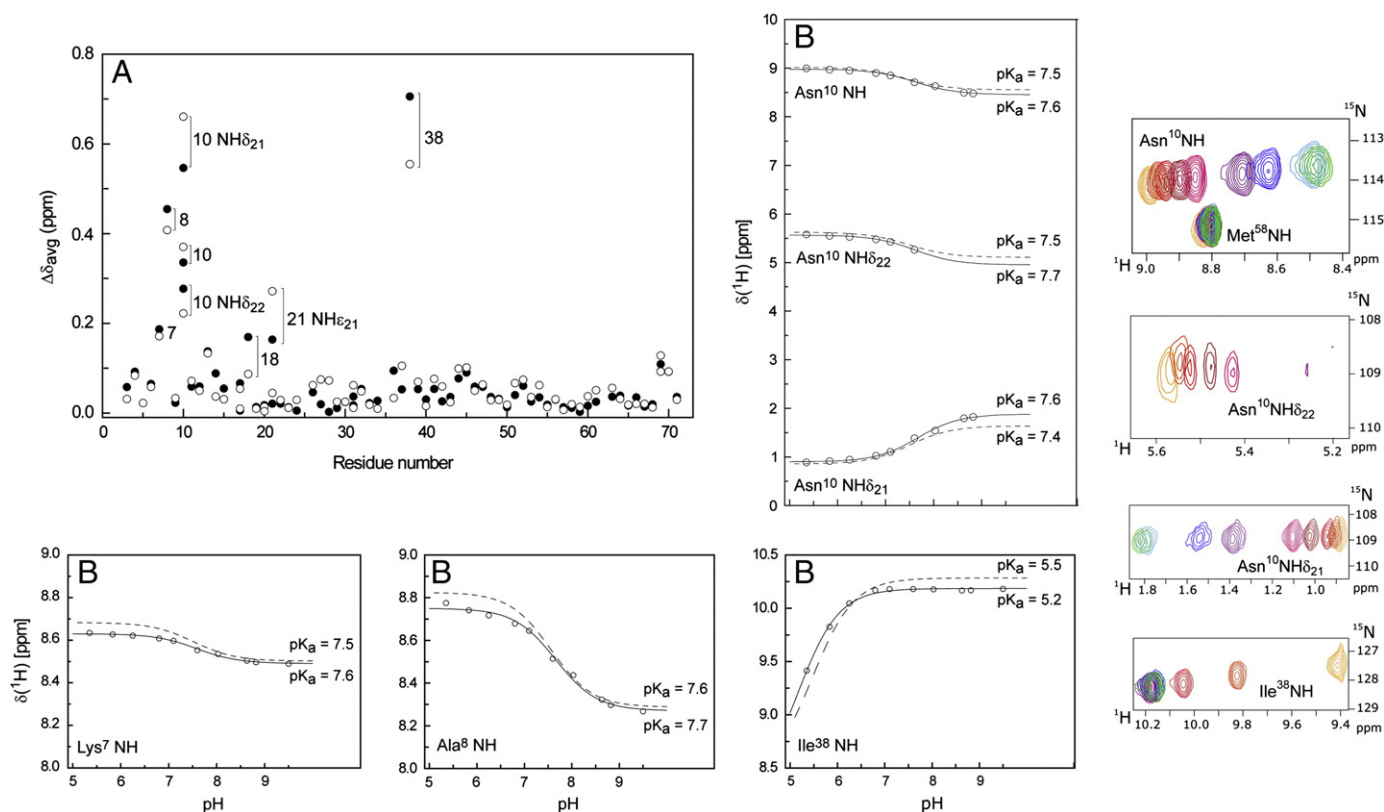 A
0.8
0.6
0.4
0.2
0.0
Δδavg (ppm)
10 NHδ21
38
8
10
10 NHδ22
21 NHε21
7
18
0 10 20 30 40 50 60 70
Residue number
B
10
9
8
7
6
5
4
3
2
1
0
δ(1H) [ppm]
pKa = 7.5
Asn10 NH
pKa = 7.6
pKa = 7.5
Asn10 NHδ22
pKa = 7.7
pKa = 7.6
pKa = 7.4
Asn10 NHδ21
15N
Asn10NH
113
114
115
Met58NH
1H
9.0 8.8 8.6 8.4
ppm
15N
108
109
110
Asn10NHδ22
1H
5.6 5.4 5.2
ppm
15N
108
109
110
Asn10NHδ21
1H
1.8 1.6 1.4 1.2 1.0
ppm
15N
127
128
129
Ile38NH
1H
10.2 10.0 9.8 9.6 9.4
ppm
B
9.0
8.8
8.6
8.4
8.2
8.0
δ(1H) [ppm]
pKa = 7.5
pKa = 7.6
Lys7 NH
5 6 7 8 9
pH
B
9.0
8.8
8.6
8.4
8.2
8.0
pKa = 7.6
pKa = 7.7
Ala8 NH
5 6 7 8 9
pH
B
10.5
10.25
10.0
9.5
9.0
8.5
pKa = 5.5
pKa = 5.2
Ile38 NH
5 6 7 8 9
pH